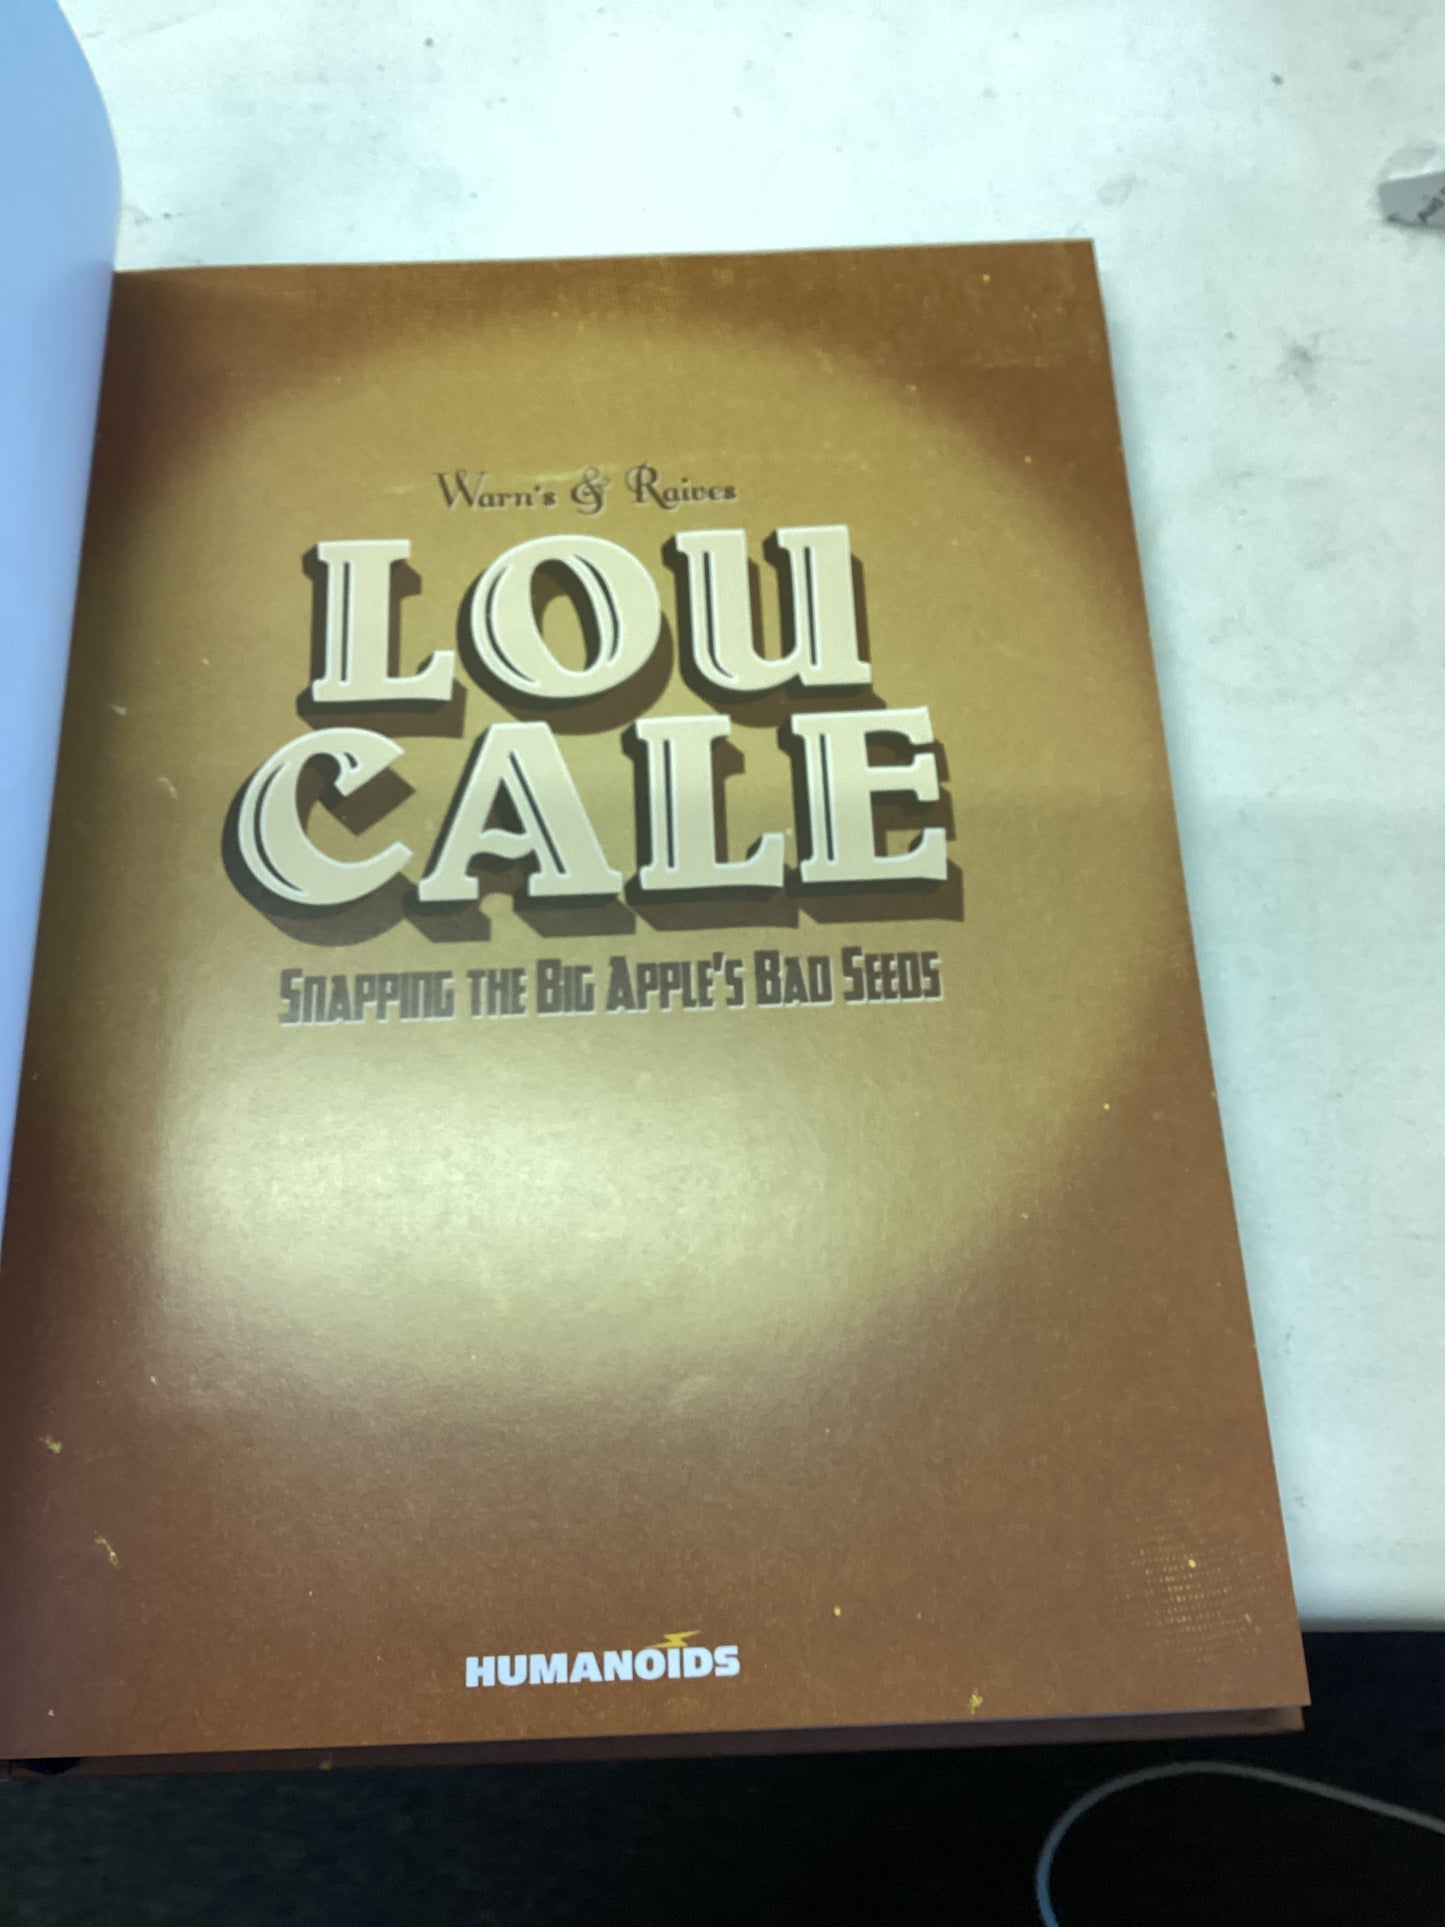 Warn's & Raives
LOU
CALE
SNAPPING THE BIG APPLE'S BAD SEEDS
HUMANOIDS